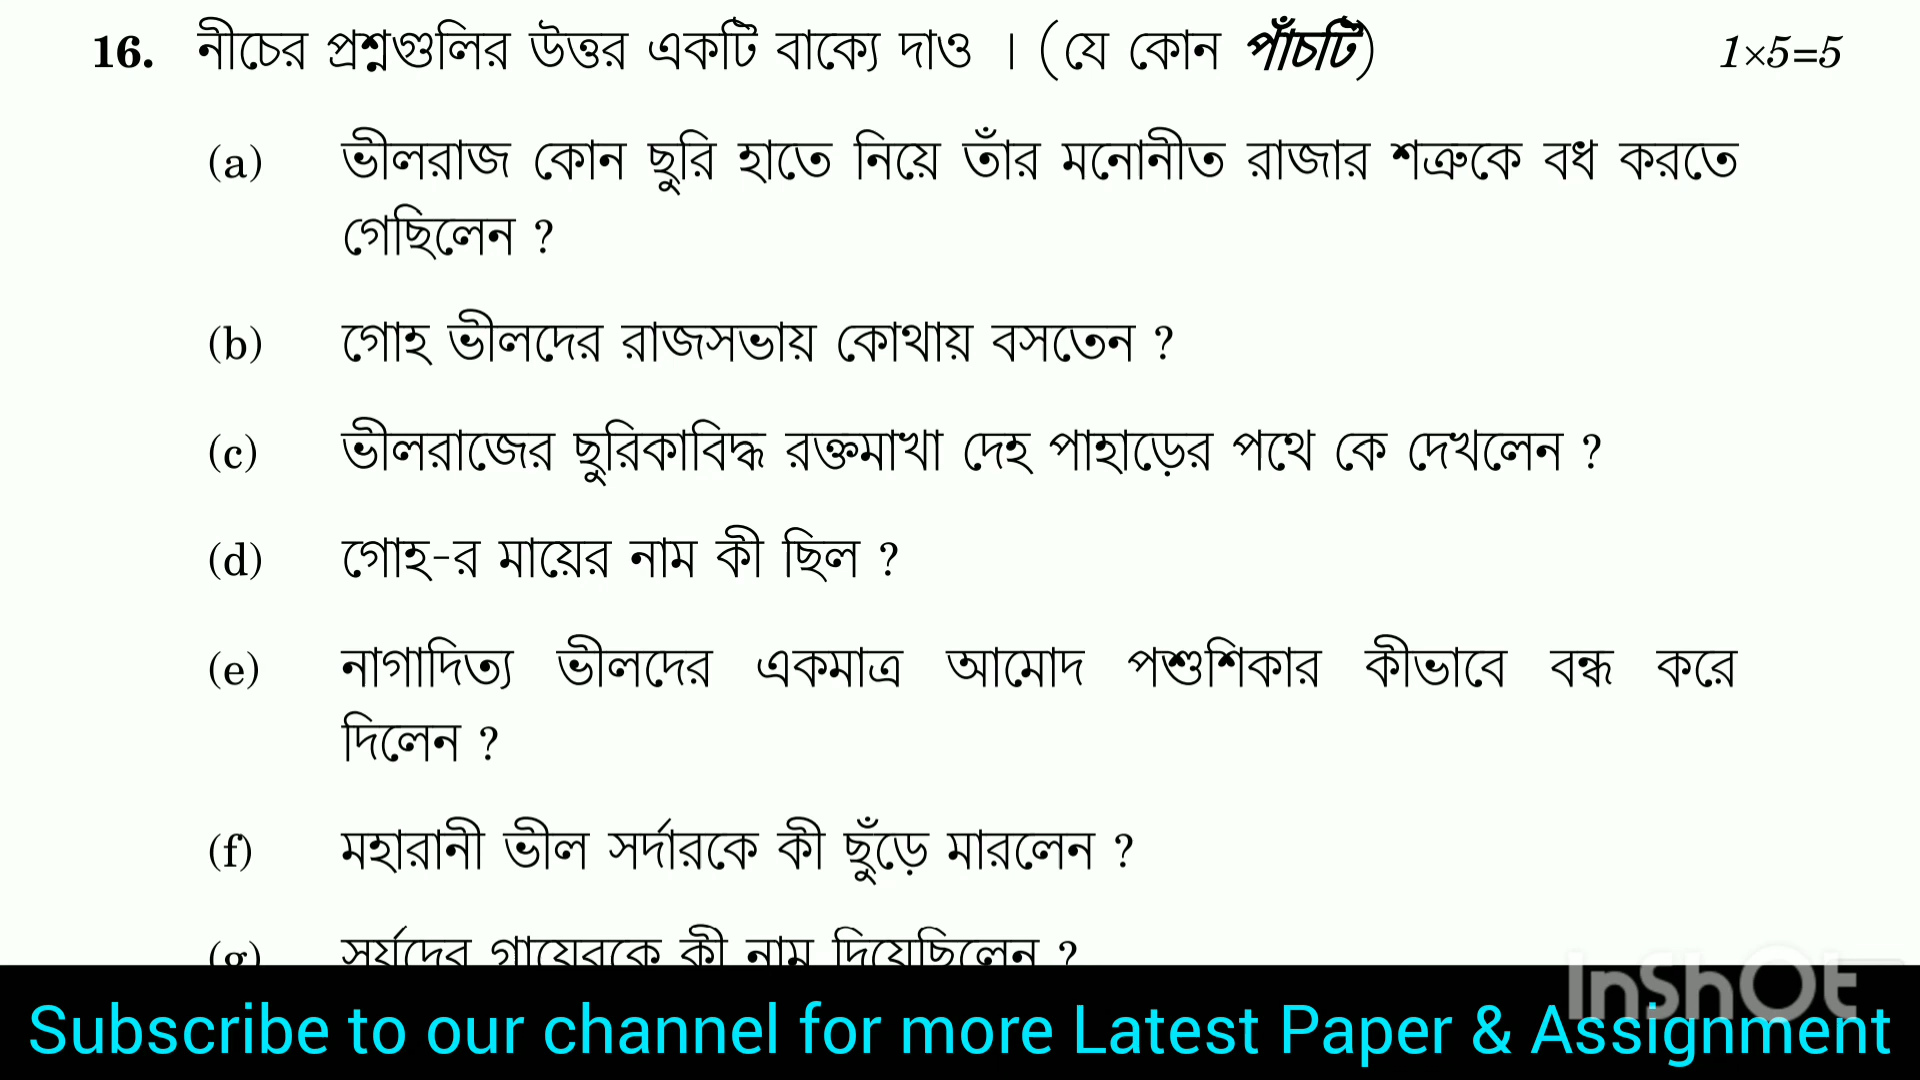 16. নীচের প্রশ্নগুলির উত্তর একটি বাক্যে দাও । (যে কোন পাঁচটি) 1×5=5
(a) ভীলরাজ কোন ছুরি হাতে নিয়ে তাঁর মনোনীত রাজার শত্রুকে বধ করতে
গেছিলেন ?
(b) গোহ ভীলদের রাজসভায় কোথায় বসতেন ?
(c) ভীলরাজের ছুরিকাবিদ্ধ রক্তমাখা দেহ পাহাড়ের পথে কে দেখলেন ?
(d) গোহ-র মায়ের নাম কী ছিল ?
(e) নাগাদিত্য ভীলদের একমাত্র আমোদ পশুশিকার কীভাবে বন্ধ করে
দিলেন ?
(f) মহারানী ভীল সর্দারকে কী ছুঁড়ে মারলেন ?
(g) সূর্যদেব গায়েবকে কী নাম দিয়েছিলেন ?
InShOt
Subscribe to our channel for more Latest Paper & Assignment